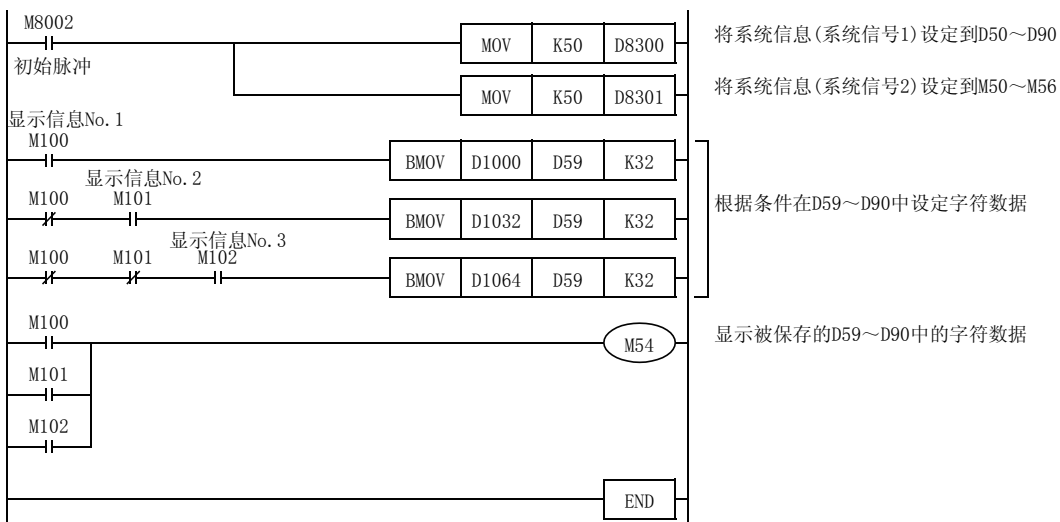 M8002
MOV K50 D8300
将系统信息(系统信号1)设定到D50～D90
初始脉冲
MOV K50 D8301
将系统信息(系统信号2)设定到M50～M56
显示信息No.1
M100
BMOV D1000 D59 K32
显示信息No.2
M100 M101
BMOV D1032 D59 K32
根据条件在D59～D90中设定字符数据
显示信息No.3
M100 M101 M102
BMOV D1064 D59 K32
M100
M54
显示被保存的D59～D90中的字符数据
M101
M102
END